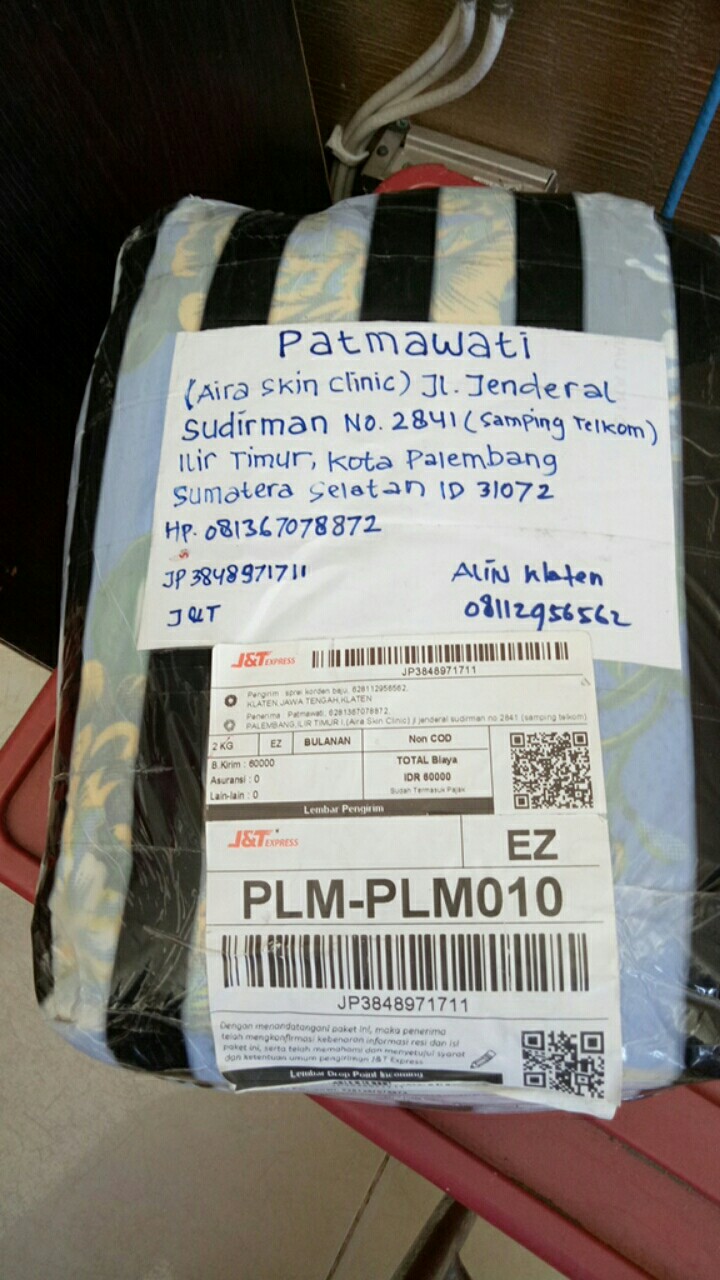 Patmawati
(Aira Skin Clinic) Jl. Jenderal
Sudirman No. 2841 (Samping Telkom)
Ilir Timur, Kota Palembang
Sumatera Selatan ID 31072
HP. 081367078872
JP3848971711
Alin Klaten
J&T
08112956562
J&T EXPRESS
JP3848971711
Pengirim : sprei korden baju, 628112956562,
KLATEN,JAWA TENGAH,KLATEN
Penerima : Patmawati, 6281367078872,
PALEMBANG,ILIR TIMUR I,(Aira Skin Clinic) jl jenderal sudirman no 2841 (samping telkom)
2 KG EZ BULANAN Non COD
B.Kirim : 60000
Asuransi : 0
Lain-lain : 0
TOTAL Biaya
IDR 60000
Sudah Termasuk Pajak
Lembar Pengirim
J&T EXPRESS
EZ
PLM-PLM010
JP3848971711
Dengan menandatangani paket ini, maka penerima
telah mengkonfirmasi kebenaran informasi resi dan isi
paket ini, serta telah memahami dan menyetujui syarat
dan ketentuan umum pengiriman J&T Express
Lembar Drop Point Incoming